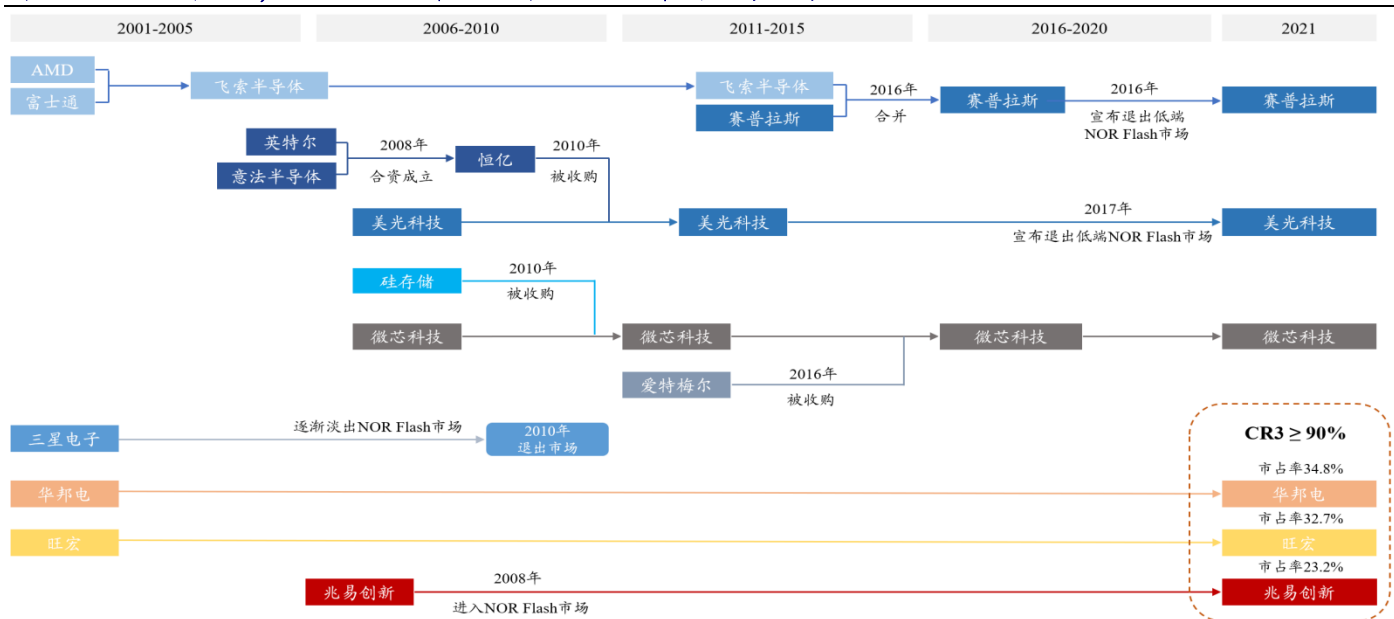 2001-2005
2006-2010
2011-2015
2016-2020
2021
AMD
富士通
飞索半导体
飞索半导体
赛普拉斯
2016年
合并
赛普拉斯
2016年
宣布退出低端
NOR Flash市场
赛普拉斯
英特尔
意法半导体
2008年
合资成立
恒亿
2010年
被收购
美光科技
美光科技
2017年
宣布退出低端NOR Flash市场
美光科技
硅存储
2010年
被收购
微芯科技
微芯科技
微芯科技
微芯科技
爱特梅尔
2016年
被收购
三星电子
逐渐淡出NOR Flash市场
2010年
退出市场
CR3 ≥ 90%
华邦电
市占率34.8%
华邦电
旺宏
市占率32.7%
旺宏
兆易创新
2008年
进入NOR Flash市场
市占率23.2%
兆易创新